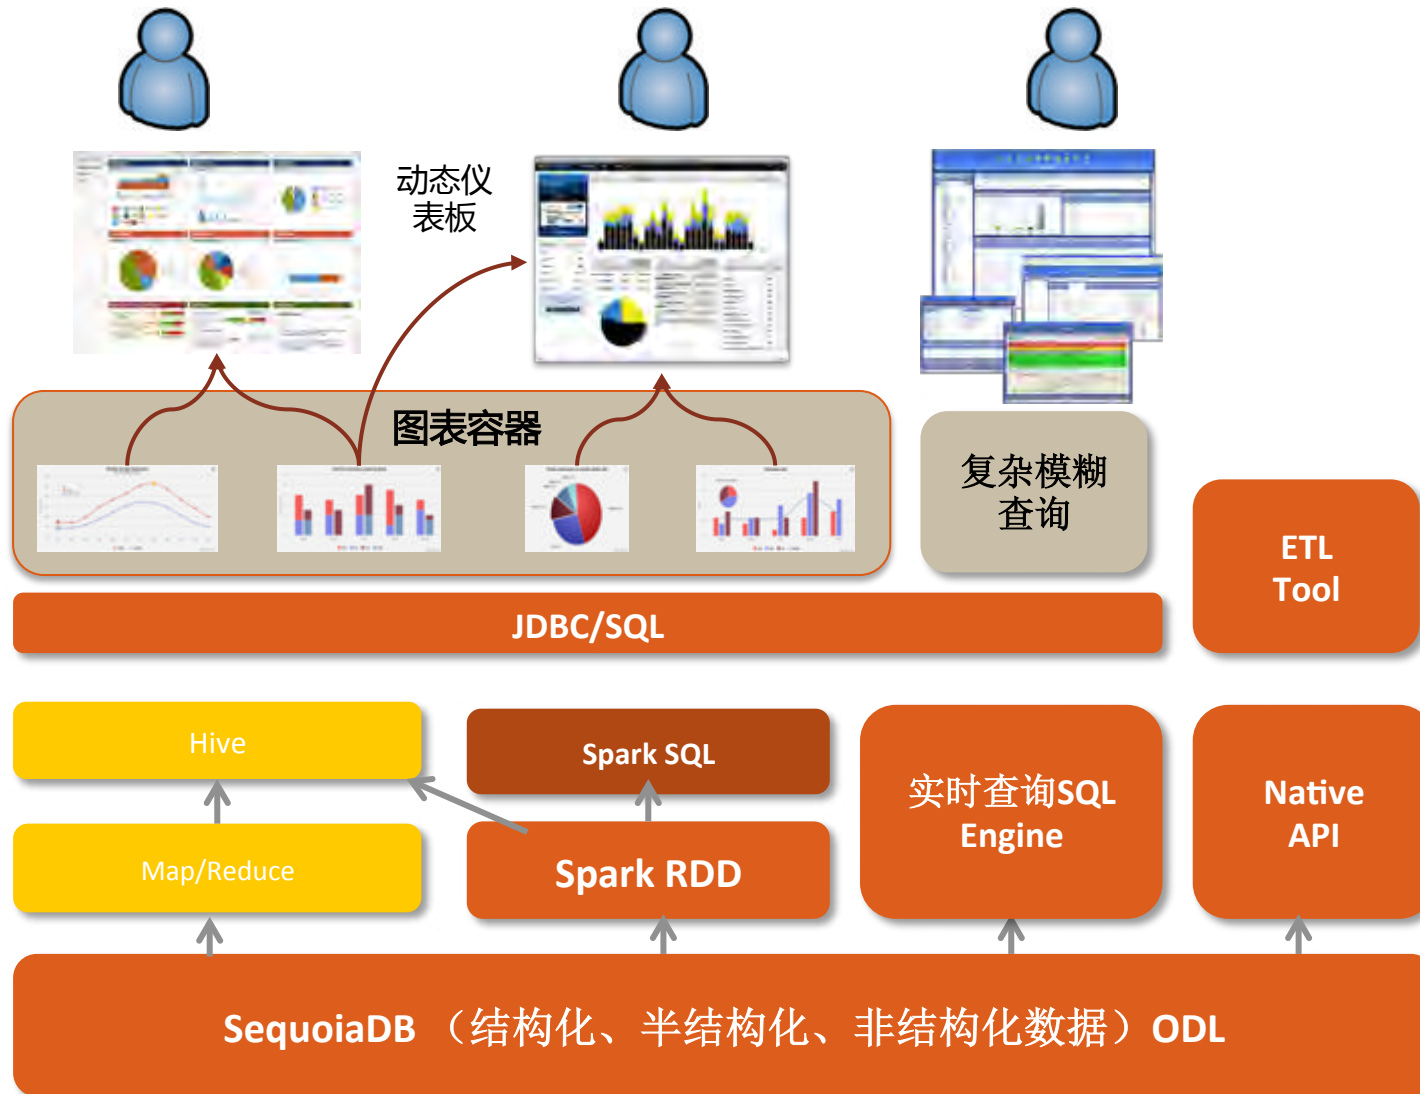 动态仪
表板
图表容器
复杂模糊
查询
ETL
Tool
JDBC/SQL
Hive
Spark SQL
实时查询SQL
Engine
Native
API
Map/Reduce
Spark RDD
SequoiaDB （结构化、半结构化、非结构化数据）ODL